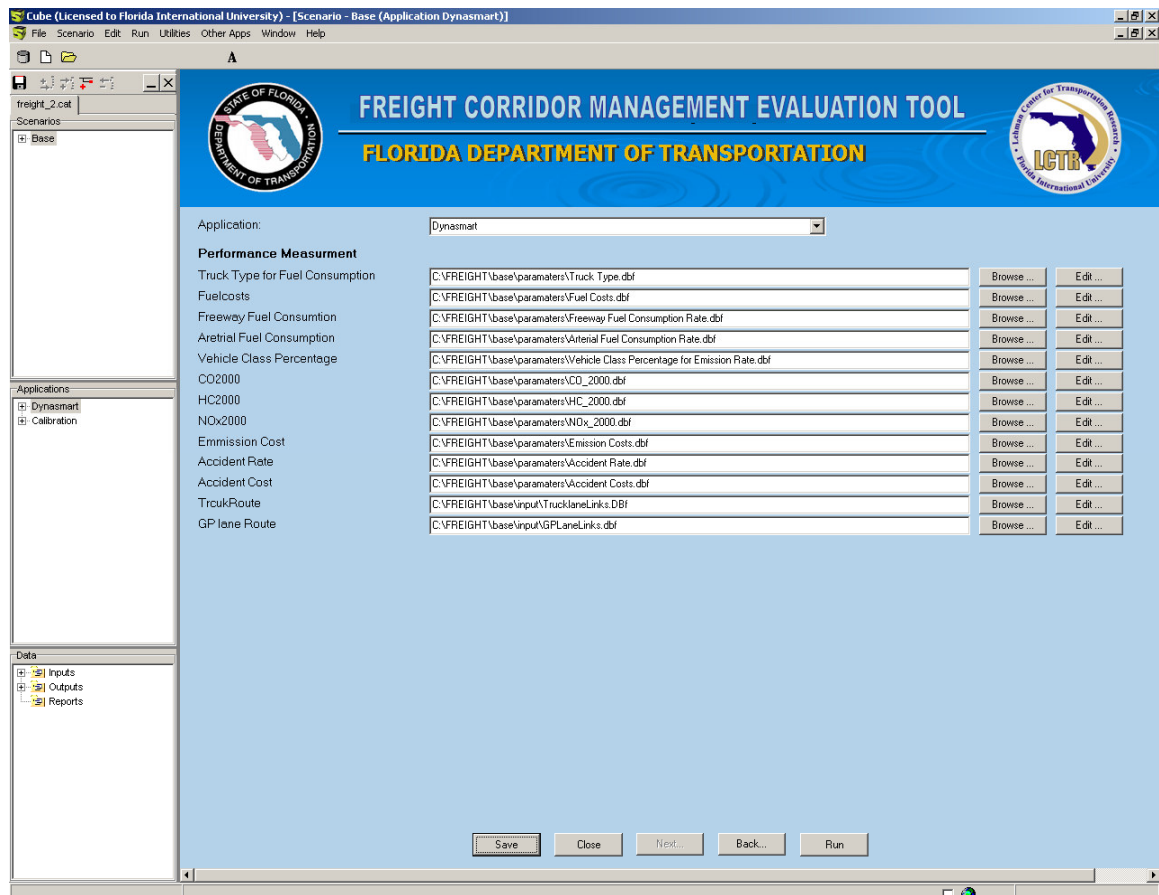 Cube (Licensed to Florida International University) - [Scenario - Base (Application Dynasmart)]
File Scenario Edit Run Utilities Other Apps Window Help
A
freight_2.cat
Scenarios
Base
Applications
Dynasmart
Calibration
Data
Inputs
Outputs
Reports
STATE OF FLORIDA · DEPARTMENT OF TRANSPORTATION
FREIGHT CORRIDOR MANAGEMENT EVALUATION TOOL
FLORIDA DEPARTMENT OF TRANSPORTATION
Lehman Center for Transportation Research · Florida International University
LCTR
Application: Dynasmart
Performance Measurment
Truck Type for Fuel Consumption C:\FREIGHT\base\paramaters\Truck Type.dbf Browse ... Edit ...
Fuelcosts C:\FREIGHT\base\paramaters\Fuel Costs.dbf Browse ... Edit ...
Freeway Fuel Consumtion C:\FREIGHT\base\paramaters\Freeway Fuel Consumption Rate.dbf Browse ... Edit ...
Aretrial Fuel Consumption C:\FREIGHT\base\paramaters\Arterial Fuel Consumption Rate.dbf Browse ... Edit ...
Vehicle Class Percentage C:\FREIGHT\base\paramaters\Vehicle Class Percentage for Emission Rate.dbf Browse ... Edit ...
CO2000 C:\FREIGHT\base\paramaters\CO_2000.dbf Browse ... Edit ...
HC2000 C:\FREIGHT\base\paramaters\HC_2000.dbf Browse ... Edit ...
NOx2000 C:\FREIGHT\base\paramaters\NOx_2000.dbf Browse ... Edit ...
Emmission Cost C:\FREIGHT\base\paramaters\Emission Costs.dbf Browse ... Edit ...
Accident Rate C:\FREIGHT\base\paramaters\Accident Rate.dbf Browse ... Edit ...
Accident Cost C:\FREIGHT\base\paramaters\Accident Costs.dbf Browse ... Edit ...
TrcukRoute C:\FREIGHT\base\input\TrucklaneLinks.DBf Browse ... Edit ...
GP lane Route C:\FREIGHT\base\input\GPLaneLinks.dbf Browse ... Edit ...
Save Close Next... Back... Run